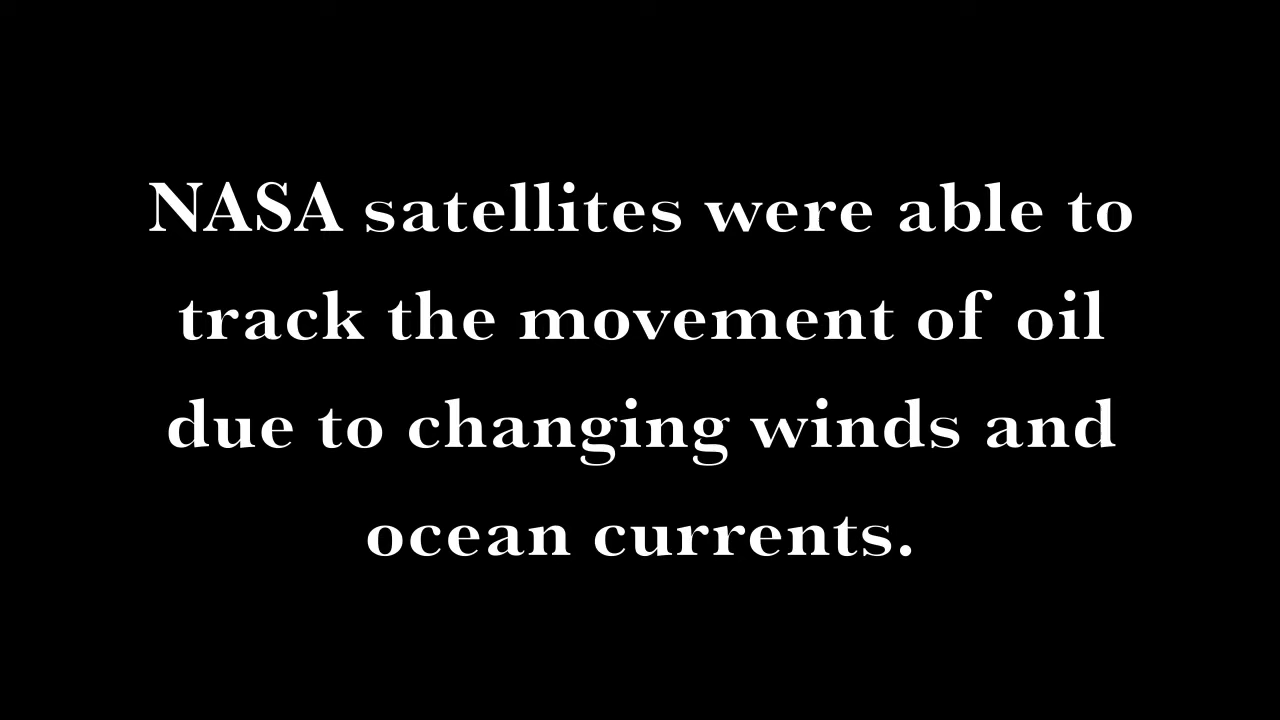 NASA satellites were able to
track the movement of oil
due to changing winds and
ocean currents.